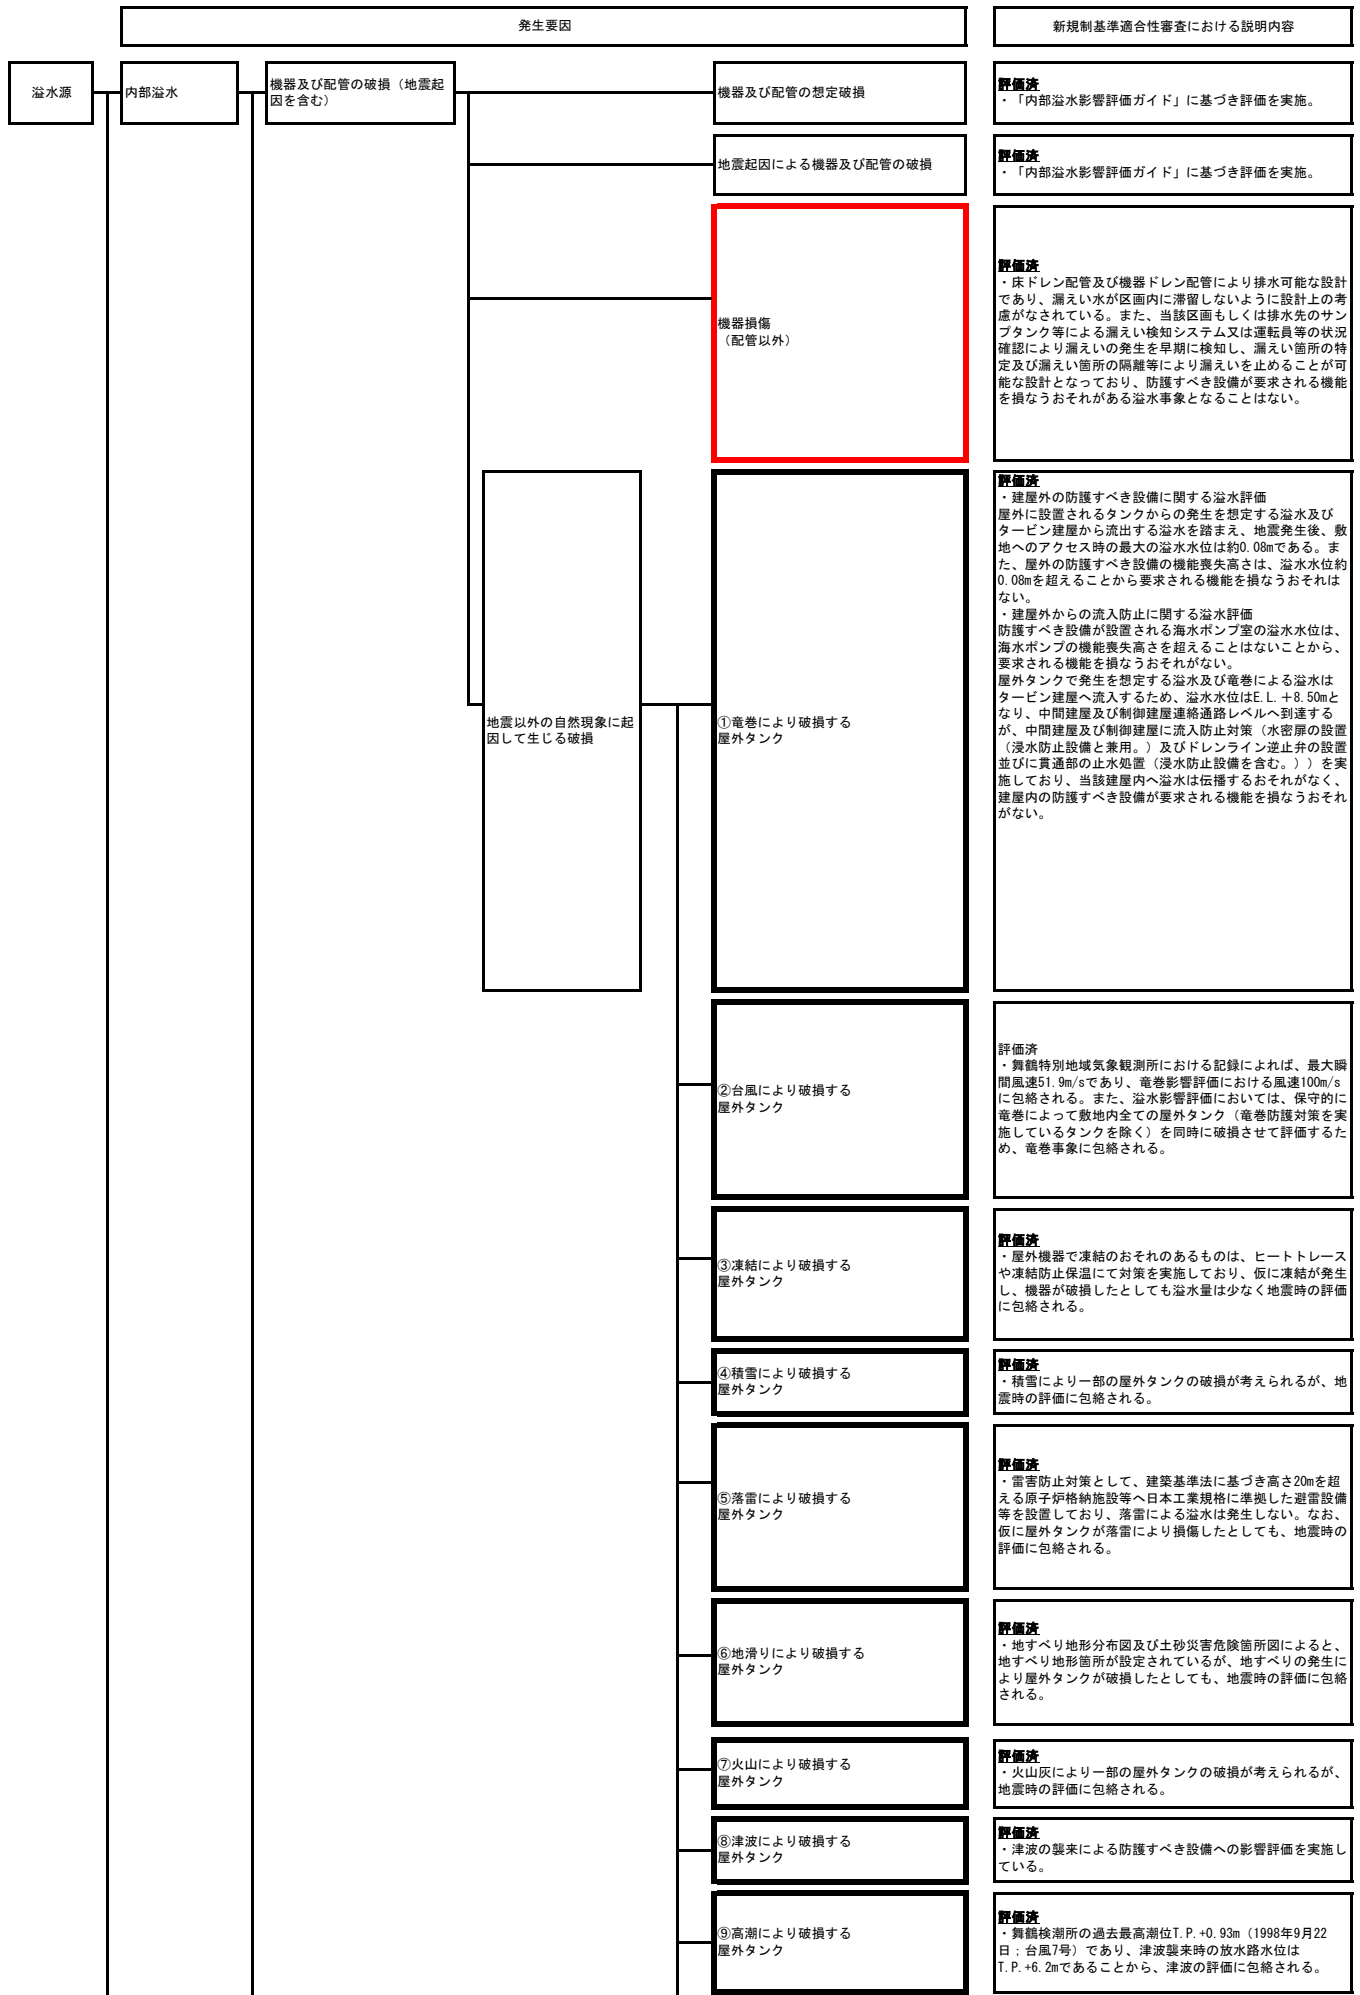 発生要因
新規制基準適合性審査における説明内容
溢水源
内部溢水
機器及び配管の破損（地震起
因を含む）
機器及び配管の想定破損
評価済
・「内部溢水影響評価ガイド」に基づき評価を実施。
地震起因による機器及び配管の破損
評価済
・「内部溢水影響評価ガイド」に基づき評価を実施。
機器損傷
（配管以外）
評価済
・床ドレン配管及び機器ドレン配管により排水可能な設計
であり、漏えい水が区画内に滞留しないように設計上の考
慮がなされている。また、当該区画もしくは排水先のサン
プタンク等による漏えい検知システム又は運転員等の状況
確認により漏えいの発生を早期に検知し、漏えい箇所の特
定及び漏えい箇所の隔離等により漏えいを止めることが可
能な設計となっており、防護すべき設備が要求される機能
を損なうおそれがある溢水事象となることはない。
地震以外の自然現象に起
因して生じる破損
①竜巻により破損する
屋外タンク
評価済
・建屋外の防護すべき設備に関する溢水評価
屋外に設置されるタンクからの発生を想定する溢水及び
タービン建屋から流出する溢水を踏まえ、地震発生後、敷
地へのアクセス時の最大の溢水水位は約0.08mである。ま
た、屋外の防護すべき設備の機能喪失高さは、溢水水位約
0.08mを超えることから要求される機能を損なうおそれは
ない。
・建屋外からの流入防止に関する溢水評価
防護すべき設備が設置される海水ポンプ室の溢水水位は、
海水ポンプの機能喪失高さを超えることはないことから、
要求される機能を損なうおそれがない。
屋外タンクで発生を想定する溢水及び竜巻による溢水は
タービン建屋へ流入するため、溢水水位はE.L.＋8.50mと
なり、中間建屋及び制御建屋連絡通路レベルへ到達する
が、中間建屋及び制御建屋に流入防止対策（水密扉の設置
（浸水防止設備と兼用。）及びドレンライン逆止弁の設置
並びに貫通部の止水処置（浸水防止設備を含む。））を実
施しており、当該建屋内へ溢水は伝播するおそれがなく、
建屋内の防護すべき設備が要求される機能を損なうおそれ
がない。
②台風により破損する
屋外タンク
評価済
・舞鶴特別地域気象観測所における記録によれば、最大瞬
間風速51.9m/sであり、竜巻影響評価における風速100m/s
に包絡される。また、溢水影響評価においては、保守的に
竜巻によって敷地内全ての屋外タンク（竜巻防護対策を実
施しているタンクを除く）を同時に破損させて評価するた
め、竜巻事象に包絡される。
③凍結により破損する
屋外タンク
評価済
・屋外機器で凍結のおそれのあるものは、ヒートトレース
や凍結防止保温にて対策を実施しており、仮に凍結が発生
し、機器が破損したとしても溢水量は少なく地震時の評価
に包絡される。
④積雪により破損する
屋外タンク
評価済
・積雪により一部の屋外タンクの破損が考えられるが、地
震時の評価に包絡される。
⑤落雷により破損する
屋外タンク
評価済
・雷害防止対策として、建築基準法に基づき高さ20mを超
える原子炉格納施設等へ日本工業規格に準拠した避雷設備
等を設置しており、落雷による溢水は発生しない。なお、
仮に屋外タンクが落雷により損傷したとしても、地震時の
評価に包絡される。
⑥地滑りにより破損する
屋外タンク
評価済
・地すべり地形分布図及び土砂災害危険箇所図によると、
地すべり地形箇所が設定されているが、地すべりの発生に
より屋外タンクが破損したとしても、地震時の評価に包絡
される。
⑦火山により破損する
屋外タンク
評価済
・火山灰により一部の屋外タンクの破損が考えられるが、
地震時の評価に包絡される。
⑧津波により破損する
屋外タンク
評価済
・津波の襲来による防護すべき設備への影響評価を実施し
ている。
⑨高潮により破損する
屋外タンク
評価済
・舞鶴検潮所の過去最高潮位T.P.+0.93m（1998年9月22
日；台風7号）であり、津波襲来時の放水路水位は
T.P.+6.2mであることから、津波の評価に包絡される。